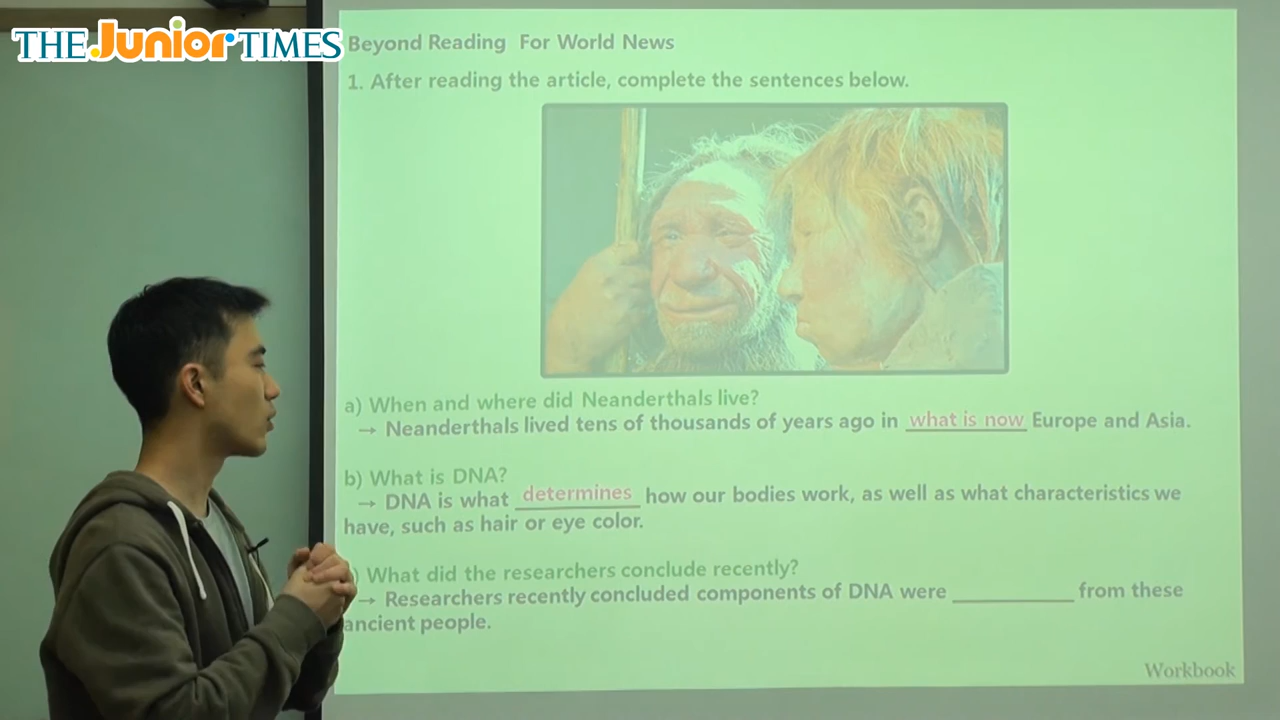 THE Junior TIMES
Beyond Reading For World News
1. After reading the article, complete the sentences below.
a) When and where did Neanderthals live?
→ Neanderthals lived tens of thousands of years ago in what is now Europe and Asia.
b) What is DNA?
→ DNA is what determines how our bodies work, as well as what characteristics we
have, such as hair or eye color.
) What did the researchers conclude recently?
→ Researchers recently concluded components of DNA were __________ from these
ancient people.
Workbook